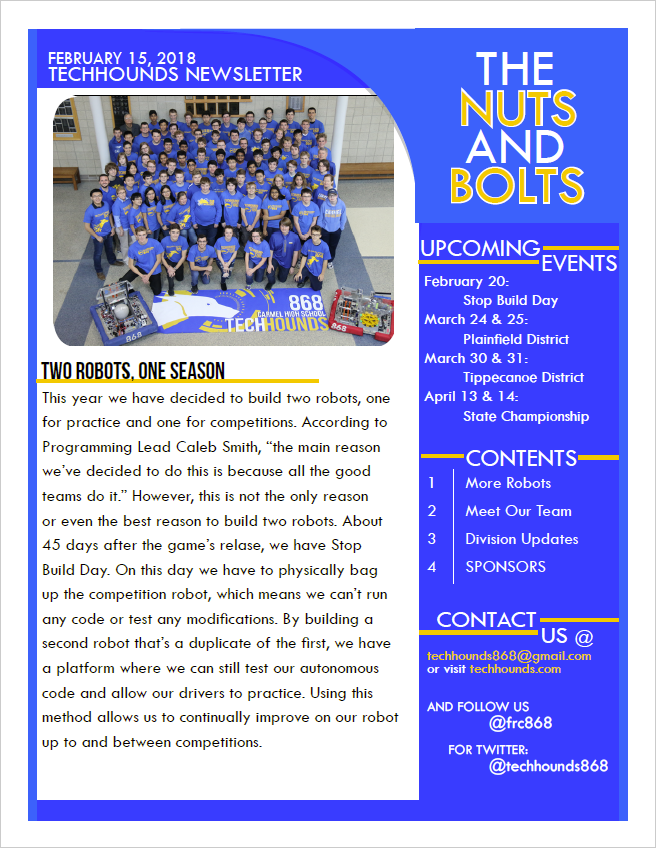 FEBRUARY 15, 2018
TECHHOUNDS NEWSLETTER
THE
NUTS
AND
BOLTS
868
CARMEL HIGH SCHOOL
TECHHOUNDS
868
868
TWO ROBOTS, ONE SEASON
This year we have decided to build two robots, one
for practice and one for competitions. According to
Programming Lead Caleb Smith, “the main reason
we’ve decided to do this is because all the good
teams do it.” However, this is not the only reason
or even the best reason to build two robots. About
45 days after the game’s relase, we have Stop
Build Day. On this day we have to physically bag
up the competition robot, which means we can’t run
any code or test any modifications. By building a
second robot that’s a duplicate of the first, we have
a platform where we can still test our autonomous
code and allow our drivers to practice. Using this
method allows us to continually improve on our robot
up to and between competitions.
UPCOMING
EVENTS
February 20:
Stop Build Day
March 24 & 25:
Plainfield District
March 30 & 31:
Tippecanoe District
April 13 & 14:
State Championship
CONTENTS
1 More Robots
2 Meet Our Team
3 Division Updates
4 SPONSORS
CONTACT
US @
techhounds868@gmail.com
or visit techhounds.com
AND FOLLOW US
@frc868
FOR TWITTER:
@techhounds868